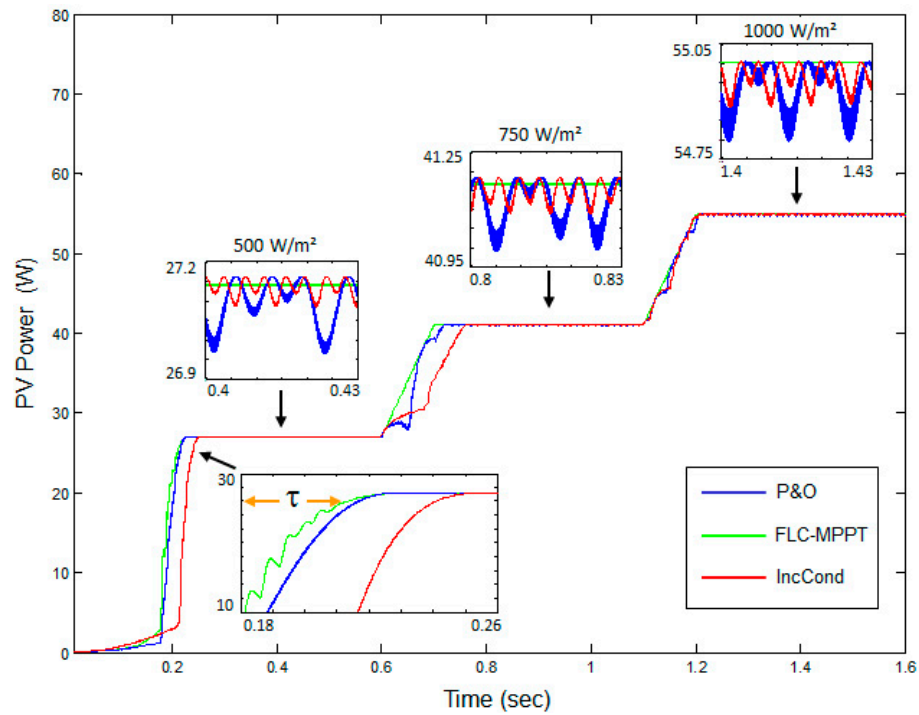 80
70
60
50
40
30
20
10
0
PV Power (W)
1000 W/m²
55.05
54.75
1.4 1.43
750 W/m²
41.25
40.95
0.8 0.83
500 W/m²
27.2
26.9
0.4 0.43
30
τ
10
0.18 0.26
P&O
FLC-MPPT
IncCond
0.2 0.4 0.6 0.8 1 1.2 1.4 1.6
Time (sec)